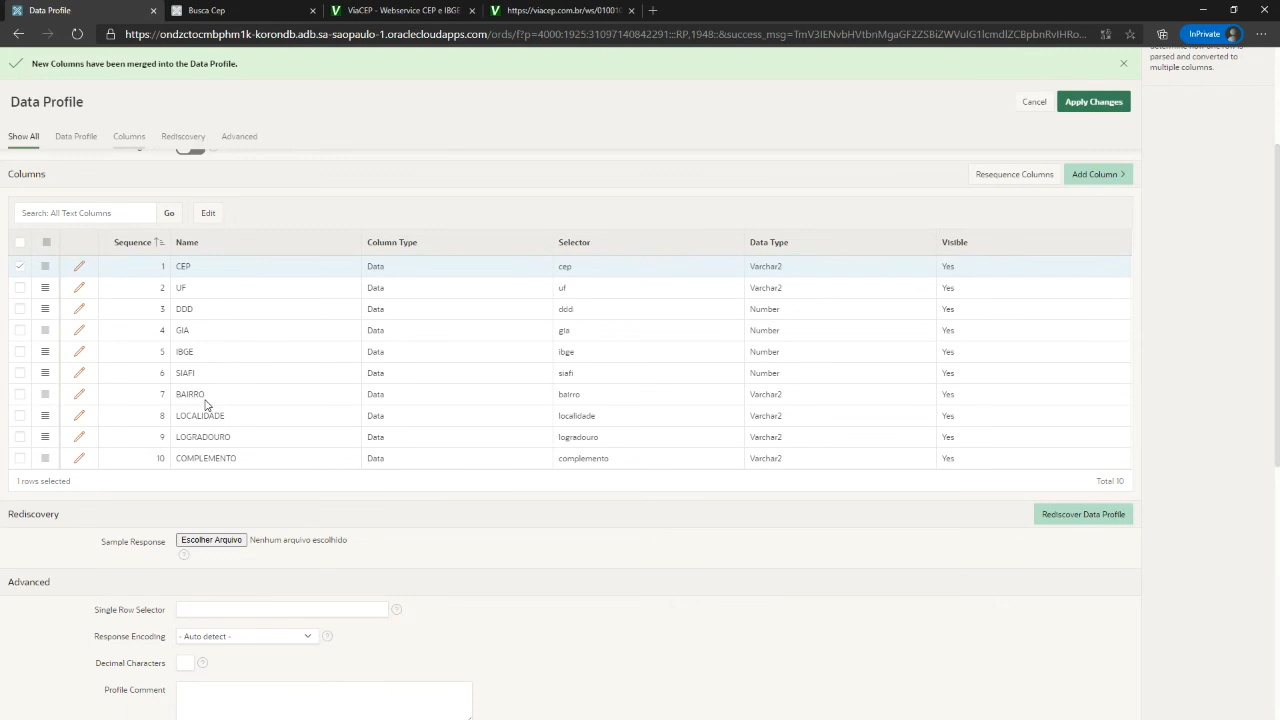 Data Profile
Busca Cep
ViaCEP - Webservice CEP e IBGE
https://viacep.com.br/ws/01001
https://ondzctocmbphm1k-korondb.adb.sa-saopaulo-1.oraclecloudapps.com/ords/f?p=4000:1925:31097140842291:::RP,1948:&success_msg=
InPrivate
New Columns have been merged into the Data Profile.
parsed and converted to
multiple columns.
Data Profile
Cancel
Apply Changes
Show All
Data Profile
Columns
Rediscovery
Advanced
Columns
Resequence Columns
Add Column
Search: All Text Columns
Go
Edit
Sequence Name Column Type Selector Data Type Visible
1 CEP Data cep Varchar2 Yes
2 UF Data uf Varchar2 Yes
3 DDD Data ddd Number Yes
4 GIA Data gia Number Yes
5 IBGE Data ibge Number Yes
6 SIAFI Data siafi Number Yes
7 BAIRRO Data bairro Varchar2 Yes
8 LOCALIDADE Data localidade Varchar2 Yes
9 LOGRADOURO Data logradouro Varchar2 Yes
10 COMPLEMENTO Data complemento Varchar2 Yes
1 rows selected
Total 10
Rediscovery
Rediscover Data Profile
Sample Response
Escolher Arquivo
Nenhum arquivo escolhido
Advanced
Single Row Selector
Response Encoding
- Auto detect -
Decimal Characters
Profile Comment